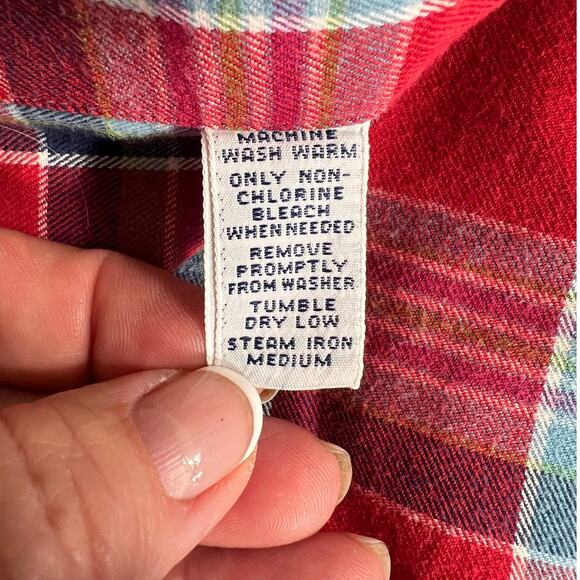 MACHINE
WASH WARM
ONLY NON-
CHLORINE
BLEACH
WHEN NEEDED
REMOVE
PROMPTLY
FROM WASHER
TUMBLE
DRY LOW
STEAM IRON
MEDIUM